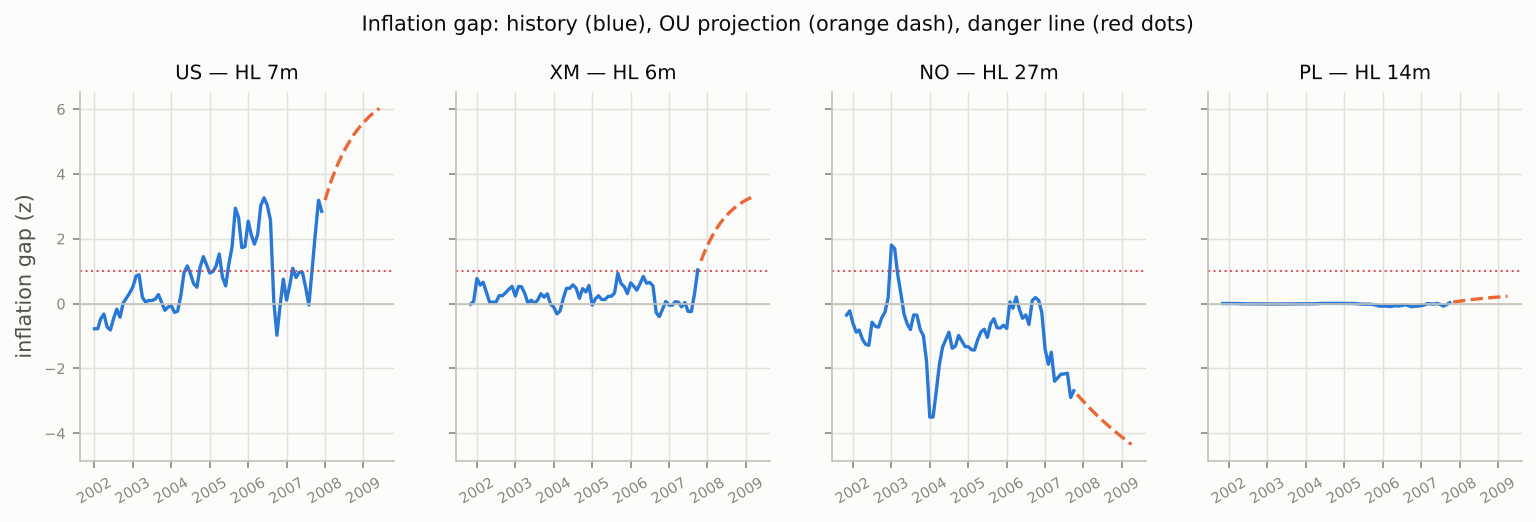 Inflation gap: history (blue), OU projection (orange dash), danger line (red dots)
US — HL 7m
XM — HL 6m
NO — HL 27m
PL — HL 14m
inflation gap (z)
6
4
2
0
−2
−4
2002 2003 2004 2005 2006 2007 2008 2009
2002 2003 2004 2005 2006 2007 2008 2009
2002 2003 2004 2005 2006 2007 2008 2009
2002 2003 2004 2005 2006 2007 2008 2009